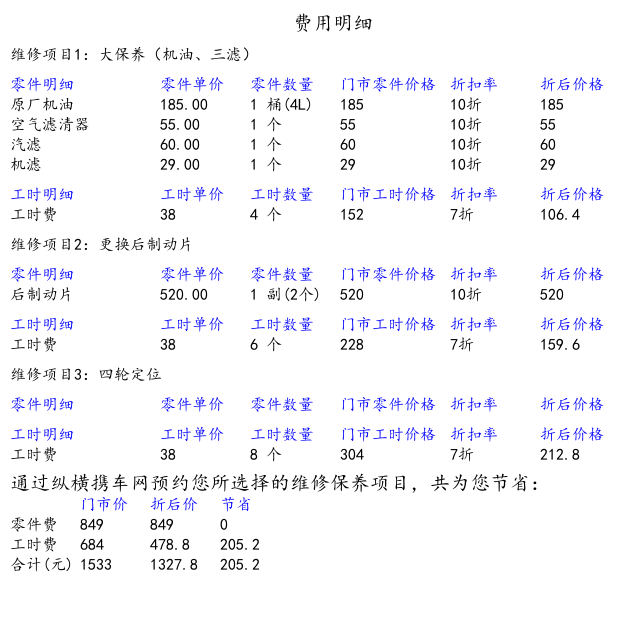 费用明细
维修项目1: 大保养（机油、三滤）
零件明细 零件单价 零件数量 门市零件价格 折扣率 折后价格
原厂机油 185.00 1 桶(4L) 185 10折 185
空气滤清器 55.00 1 个 55 10折 55
汽滤 60.00 1 个 60 10折 60
机滤 29.00 1 个 29 10折 29
工时明细 工时单价 工时数量 门市工时价格 折扣率 折后价格
工时费 38 4 个 152 7折 106.4
维修项目2: 更换后制动片
零件明细 零件单价 零件数量 门市零件价格 折扣率 折后价格
后制动片 520.00 1 副(2个) 520 10折 520
工时明细 工时单价 工时数量 门市工时价格 折扣率 折后价格
工时费 38 6 个 228 7折 159.6
维修项目3: 四轮定位
零件明细 零件单价 零件数量 门市零件价格 折扣率 折后价格
工时明细 工时单价 工时数量 门市工时价格 折扣率 折后价格
工时费 38 8 个 304 7折 212.8
通过纵横携车网预约您所选择的维修保养项目，共为您节省:
门市价 折后价 节省
零件费 849 849 0
工时费 684 478.8 205.2
合计(元) 1533 1327.8 205.2